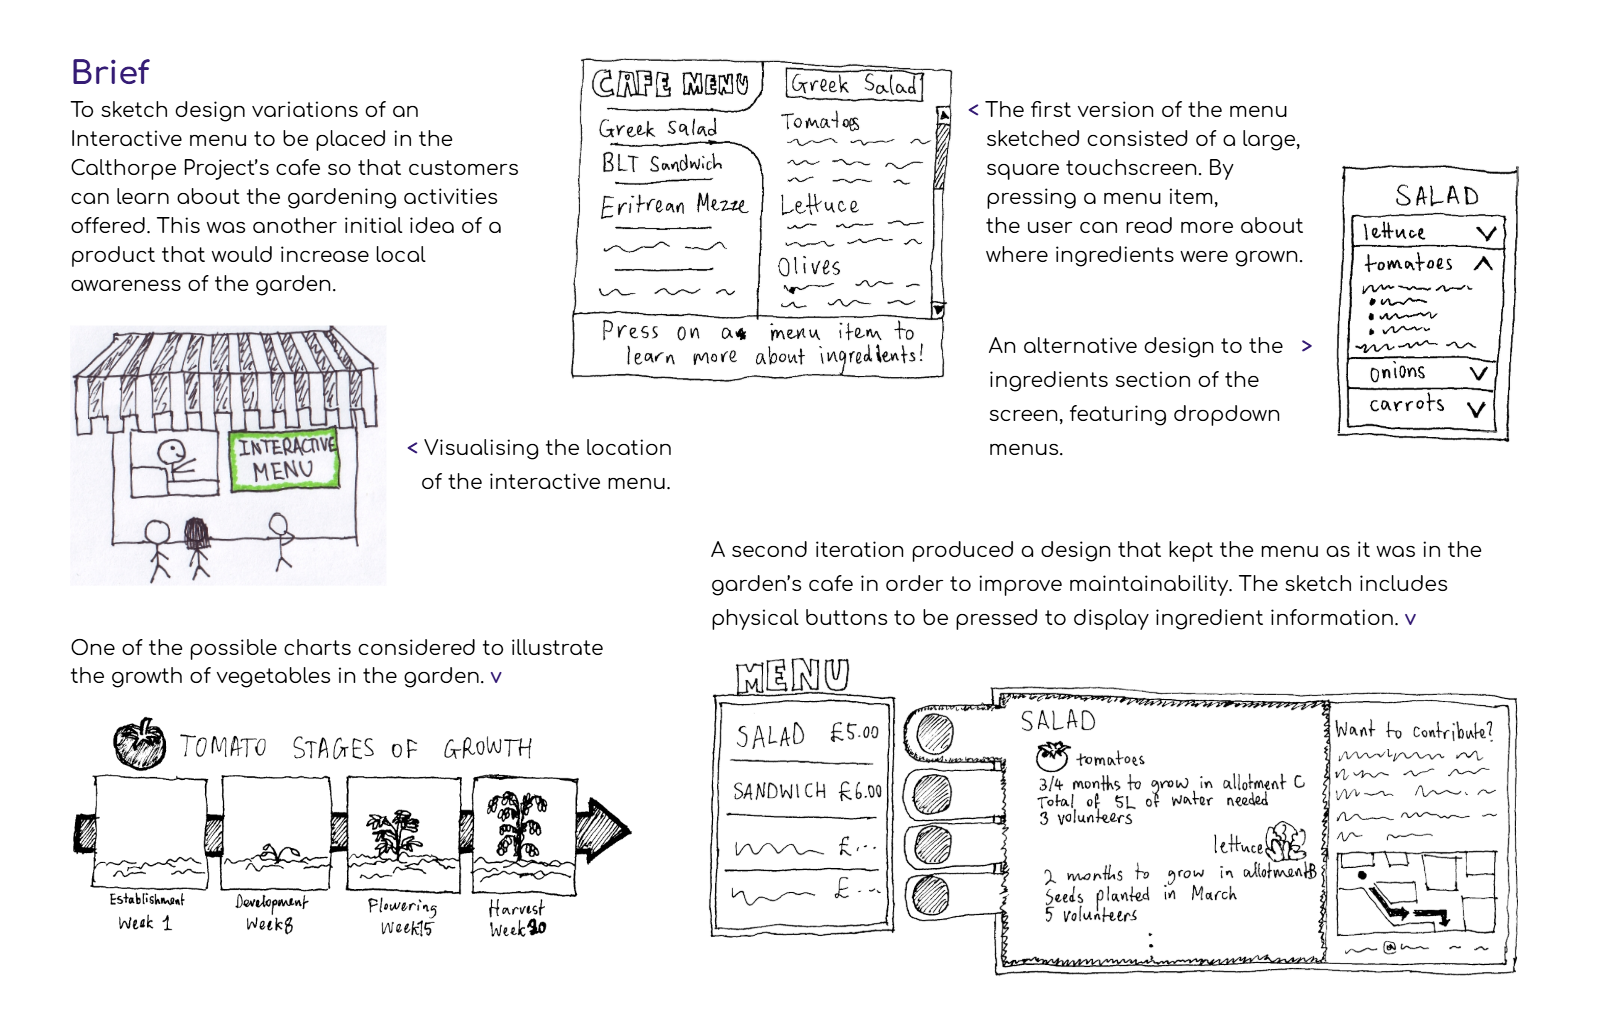 Brief
To sketch design variations of an
Interactive menu to be placed in the
Calthorpe Project's cafe so that customers
can learn about the gardening activities
offered. This was another initial idea of a
product that would increase local
awareness of the garden.
CAFE MENU
Greek Salad
BLT Sandwich
Eritrean Mezze
Greek Salad
Tomatoes
Lettuce
Olives
Press on a menu item to
learn more about ingredients!
< The first version of the menu
sketched consisted of a large,
square touchscreen. By
pressing a menu item,
the user can read more about
where ingredients were grown.
An alternative design to the >
ingredients section of the
screen, featuring dropdown
menus.
SALAD
lettuce
tomatoes
onions
carrots
INTERACTIVE
MENU
< Visualising the location
of the interactive menu.
A second iteration produced a design that kept the menu as it was in the
garden's cafe in order to improve maintainability. The sketch includes
physical buttons to be pressed to display ingredient information. v
One of the possible charts considered to illustrate
the growth of vegetables in the garden. v
TOMATO STAGES OF GROWTH
Establishment
Week 1
Development
Week 8
Flowering
Week 15
Harvest
Week 20
MENU
SALAD £5.00
SANDWICH £6.00
£...
£...
SALAD
tomatoes
3/4 months to grow in allotment C
Total of 5L of water needed
3 volunteers
lettuce
2 months to grow in allotment B
Seeds planted in March
5 volunteers
Want to contribute?
@